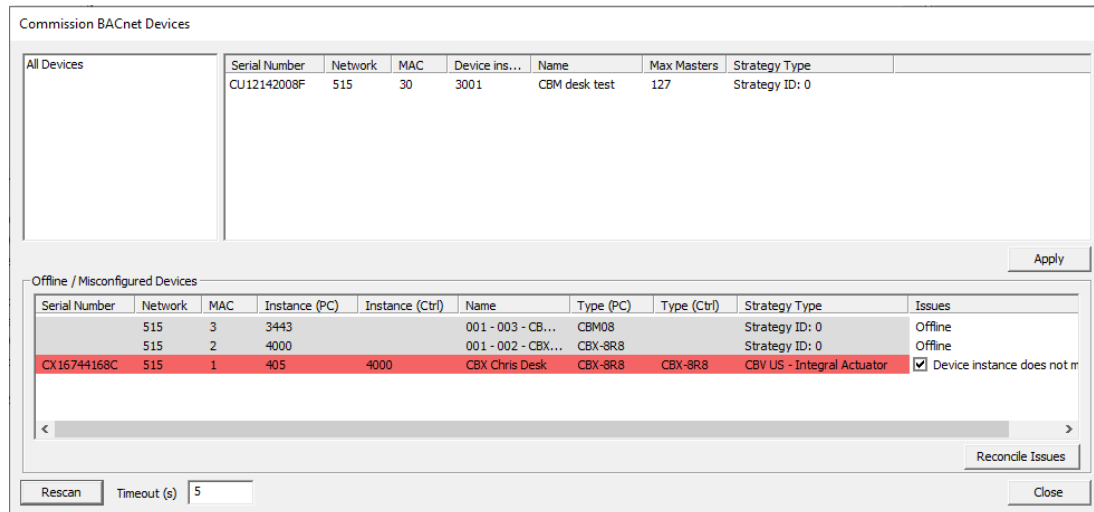 Commission BACnet Devices
All Devices
Serial Number Network MAC Device ins... Name Max Masters Strategy Type
CU12142008F 515 30 3001 CBM desk test 127 Strategy ID: 0
Apply
Offline / Misconfigured Devices
Serial Number Network MAC Instance (PC) Instance (Ctrl) Name Type (PC) Type (Ctrl) Strategy Type Issues
515 3 3443 001 - 003 - CB... CBM08 Strategy ID: 0 Offline
515 2 4000 001 - 002 - CBX... CBX-8R8 Strategy ID: 0 Offline
CX16744168C 515 1 405 4000 CBX Chris Desk CBX-8R8 CBX-8R8 CBV US - Integral Actuator Device instance does not m
Reconcile Issues
Rescan Timeout (s) 5 Close